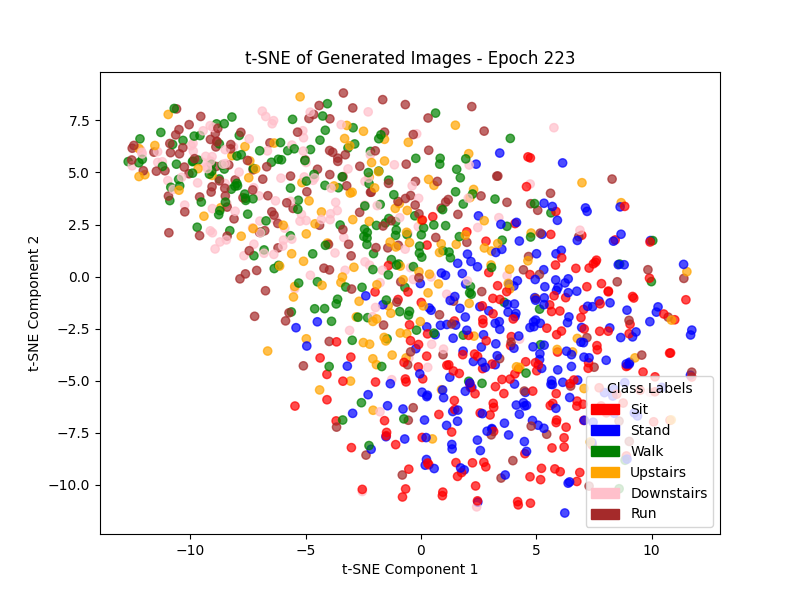 t-SNE of Generated Images - Epoch 223
t-SNE Component 2
7.5
5.0
2.5
0.0
−2.5
−5.0
−7.5
−10.0
Class Labels
Sit
Stand
Walk
Upstairs
Downstairs
Run
−10
−5
0
5
10
t-SNE Component 1